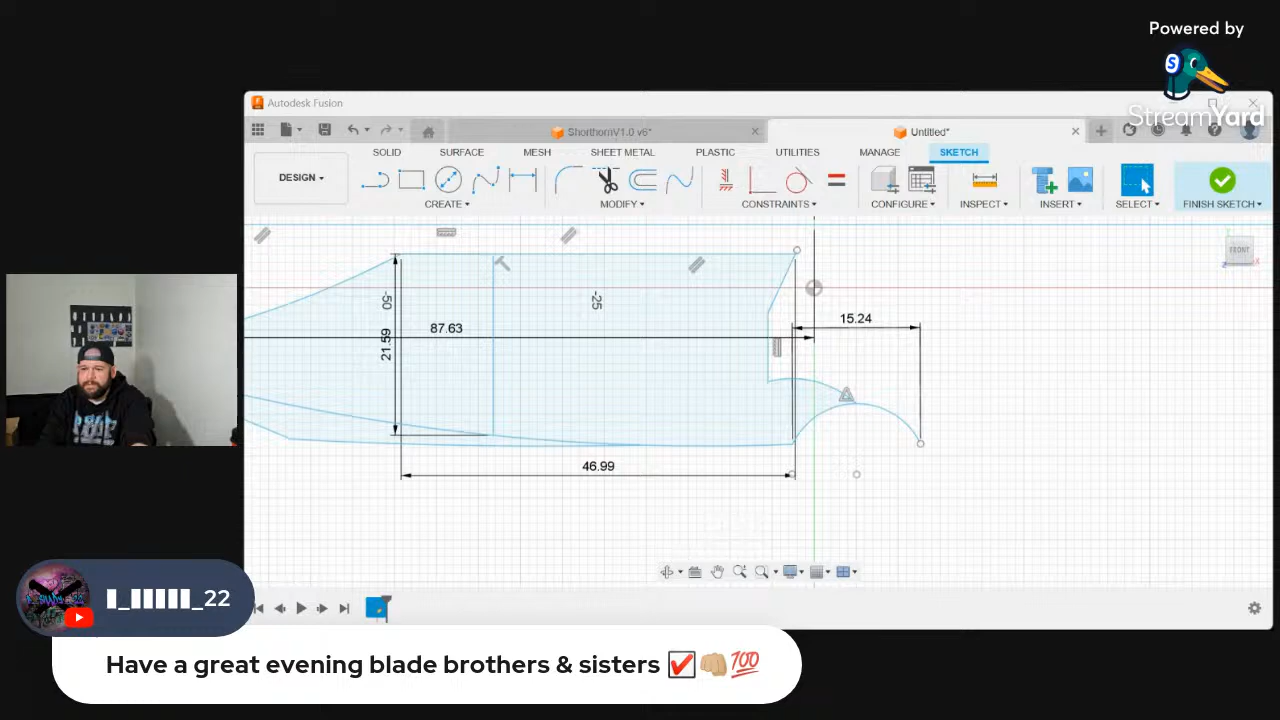 Powered by
StreamYard
Autodesk Fusion
ShorthornV1.0 v6*
Untitled*
SOLID
SURFACE
MESH
SHEET METAL
PLASTIC
UTILITIES
MANAGE
SKETCH
DESIGN
CREATE
MODIFY
CONSTRAINTS
CONFIGURE
INSPECT
INSERT
SELECT
FINISH SKETCH
FRONT
-50
-25
15.24
87.63
21.59
46.99
_22
Have a great evening blade brothers & sisters ☑👊🏼💯